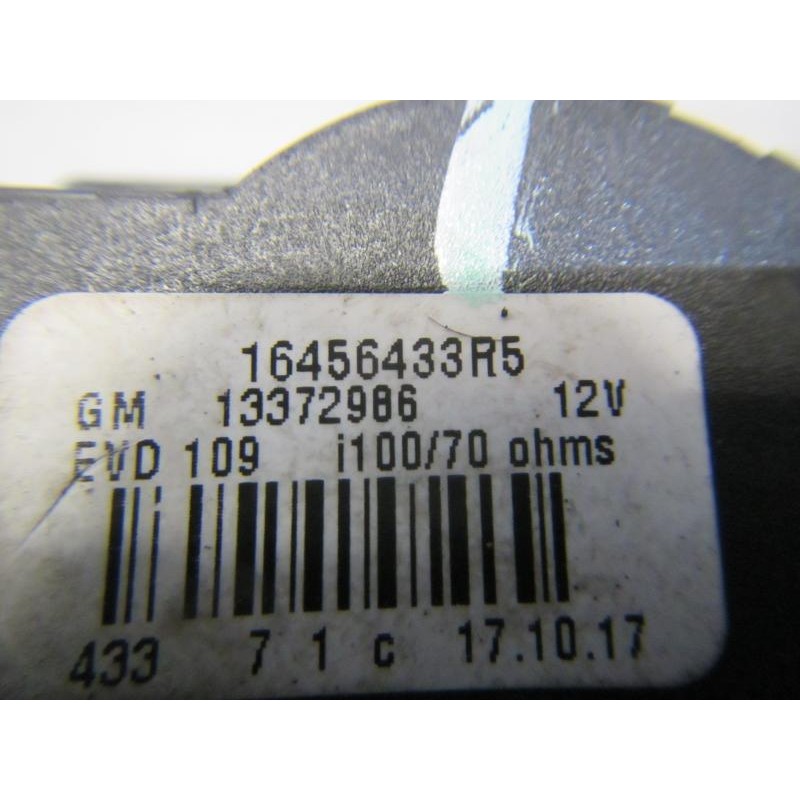 16456433R5
GM 13372986 12V
EVD 109 i100/70 ohms
433 7 1 c 17.10.17